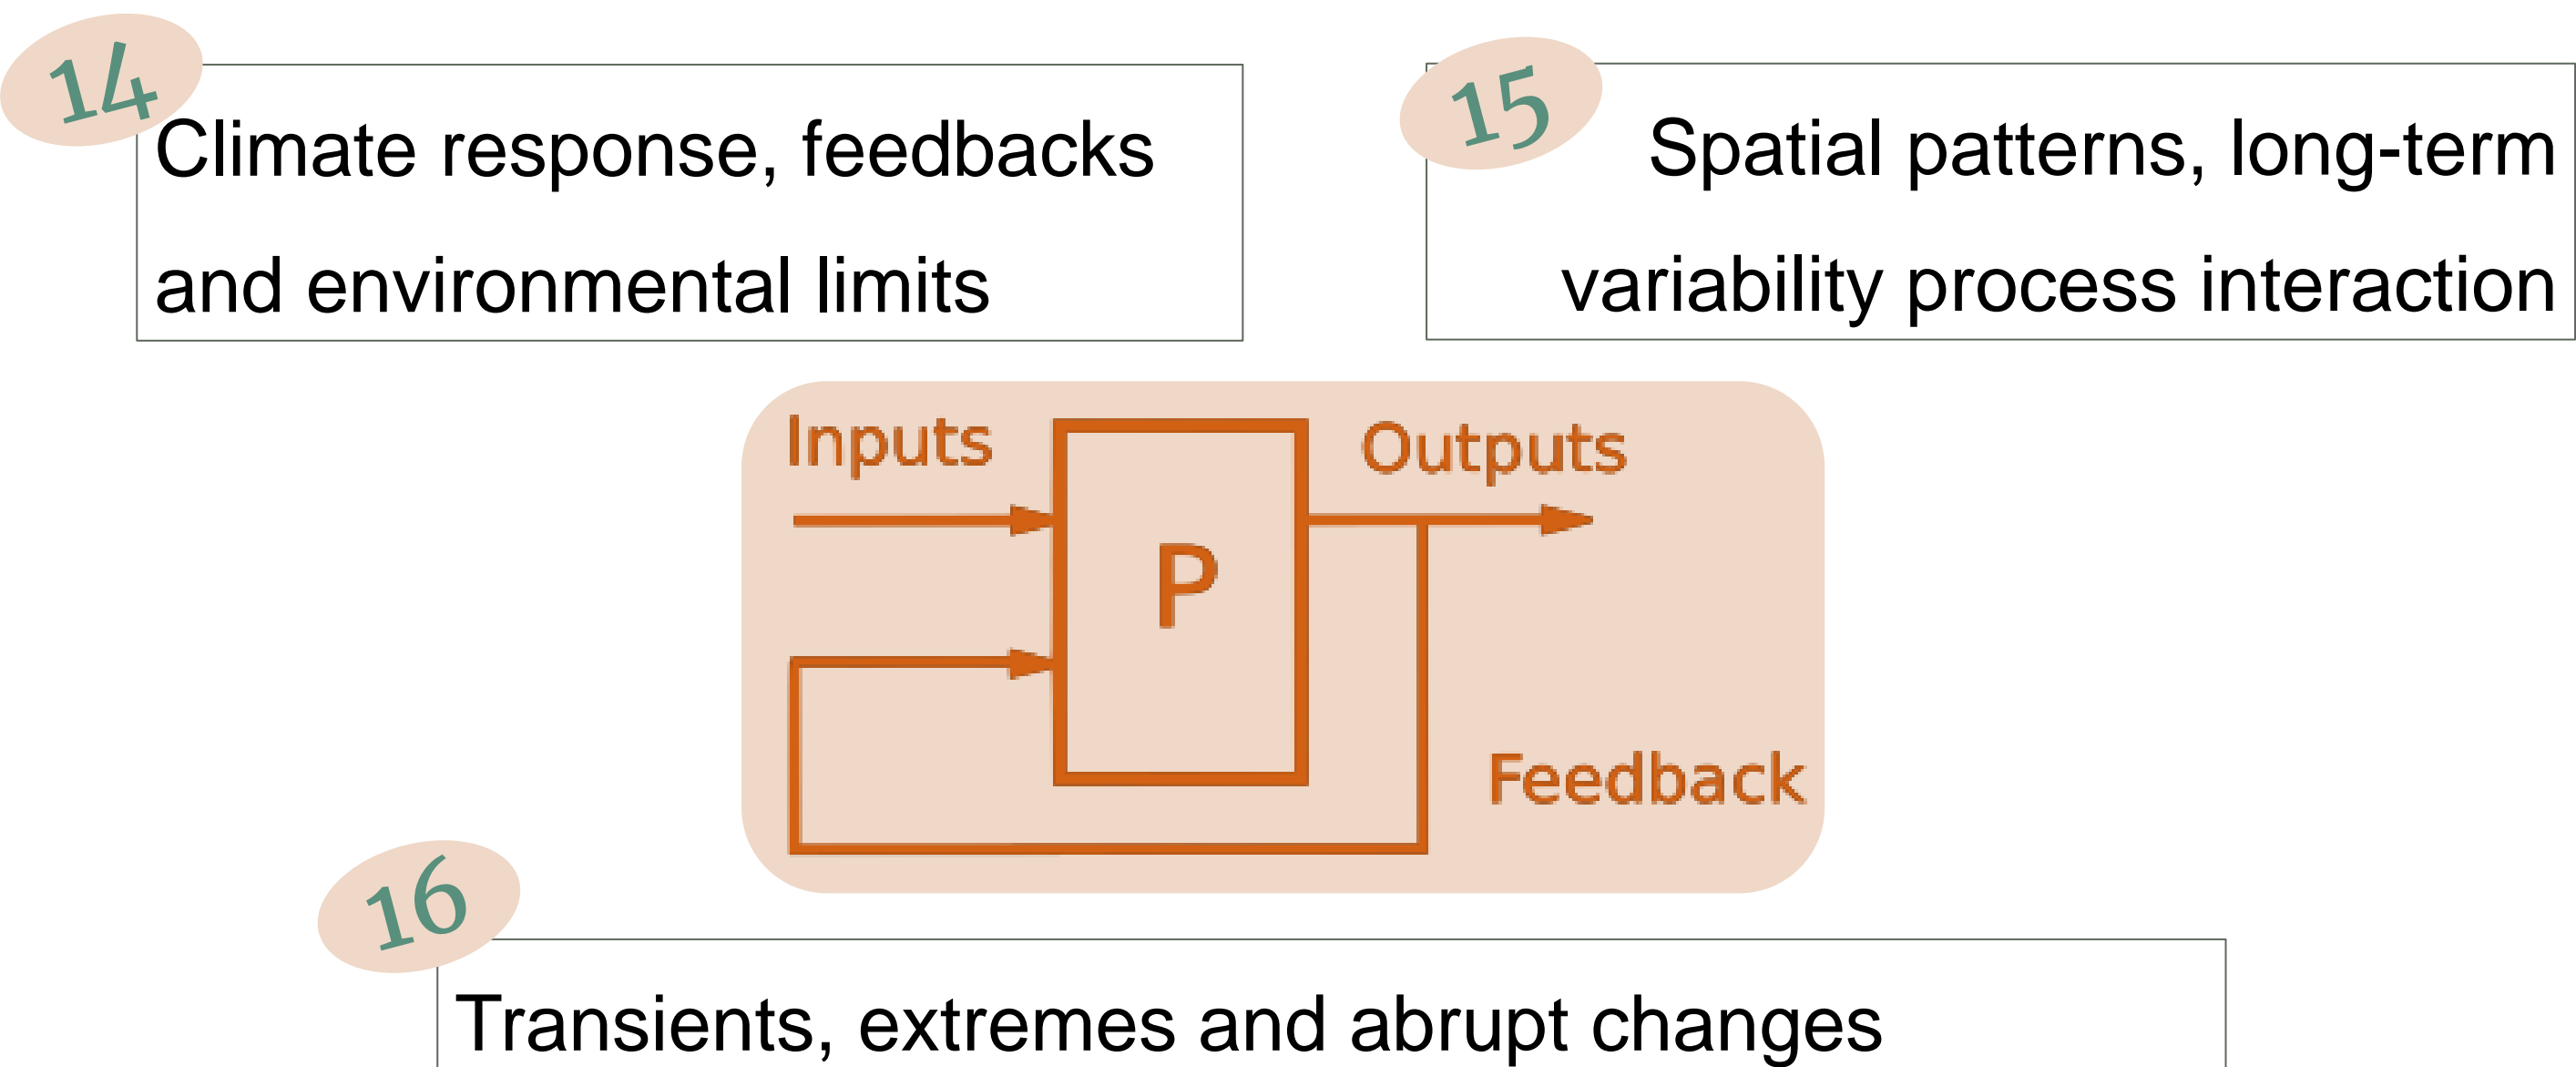 14
Climate response, feedbacks
and environmental limits
15
Spatial patterns, long-term
variability process interaction
Inputs
Outputs
P
Feedback
16
Transients, extremes and abrupt changes